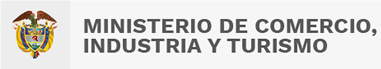 MINISTERIO DE COMERCIO,
INDUSTRIA Y TURISMO